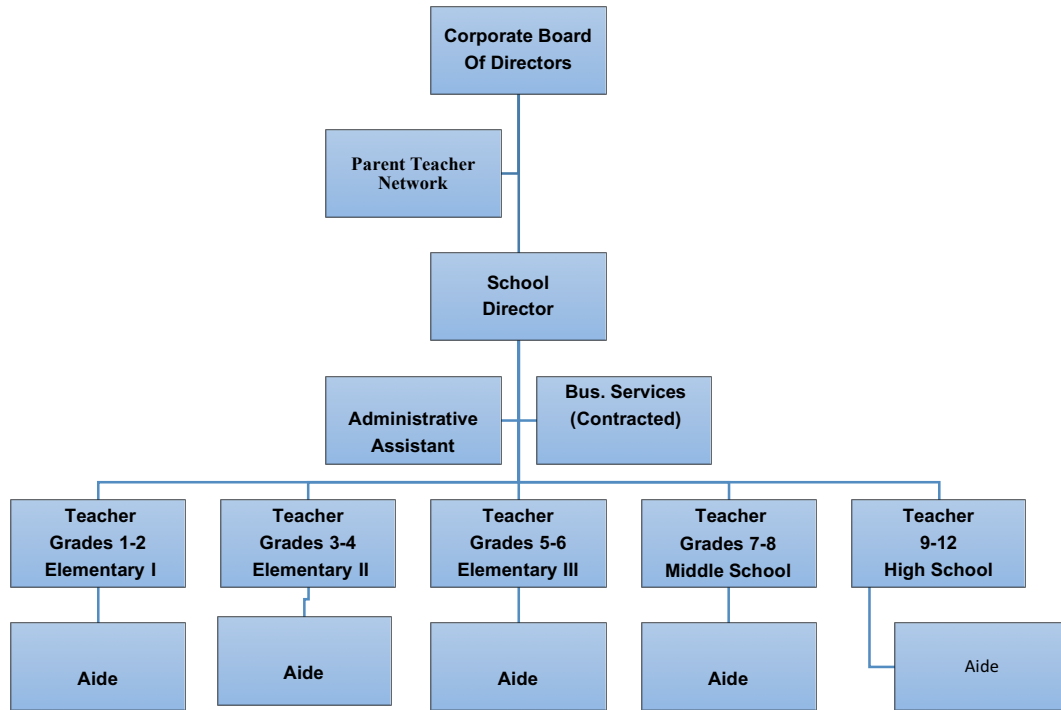 Corporate Board
Of Directors
Parent Teacher
Network
School
Director
Administrative
Assistant
Bus. Services
(Contracted)
Teacher
Grades 1-2
Elementary I
Teacher
Grades 3-4
Elementary II
Teacher
Grades 5-6
Elementary III
Teacher
Grades 7-8
Middle School
Teacher
9-12
High School
Aide
Aide
Aide
Aide
Aide